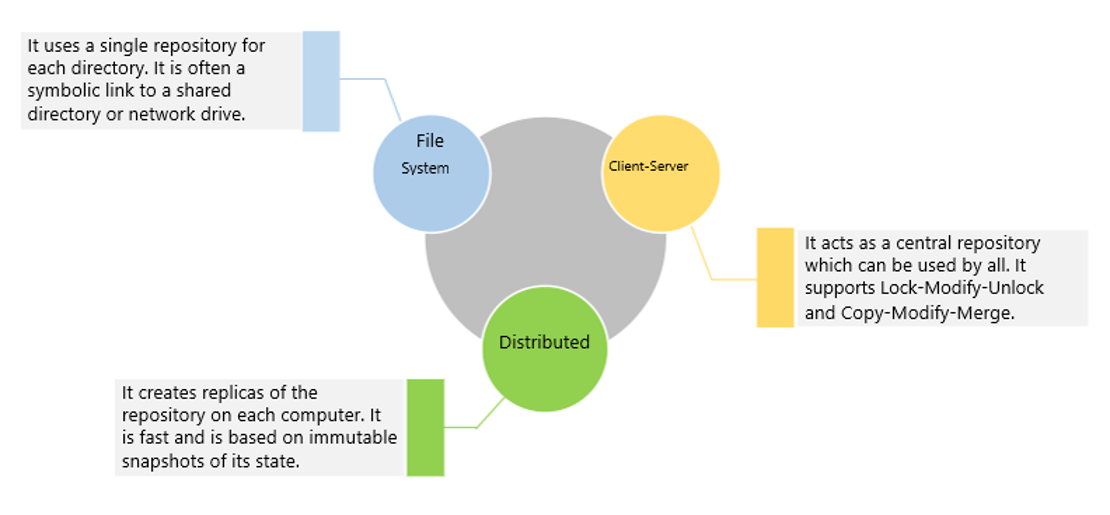 It uses a single repository for
each directory. It is often a
symbolic link to a shared
directory or network drive.
File
System
Client-Server
It acts as a central repository
which can be used by all. It
supports Lock-Modify-Unlock
and Copy-Modify-Merge.
Distributed
It creates replicas of the
repository on each computer. It
is fast and is based on immutable
snapshots of its state.